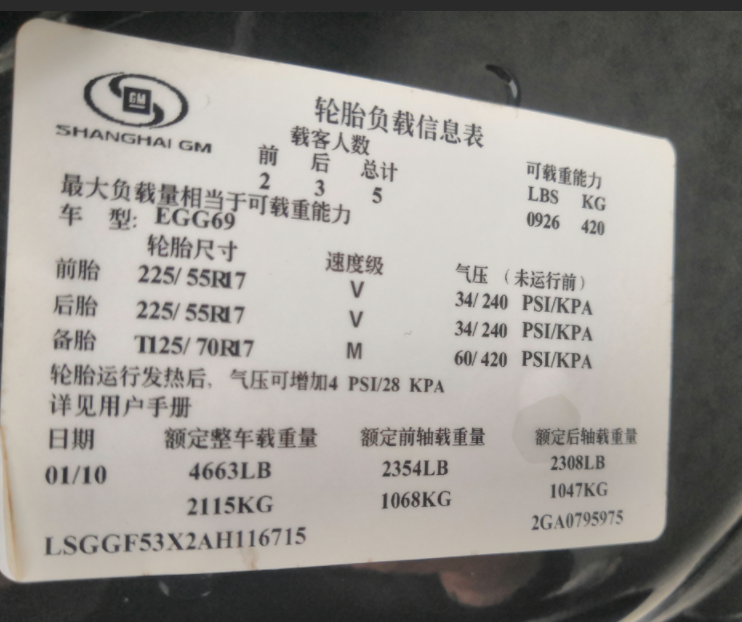 GM
SHANGHAI GM
轮胎负载信息表
载客人数
前 后 总计 可载重能力
2 3 5 LBS KG
最大负载量相当于可载重能力 0926 420
车 型: EGG69
轮胎尺寸 速度级 气压 (未运行前)
前胎 225/ 55R17 V 34/ 240 PSI/KPA
后胎 225/ 55R17 V 34/ 240 PSI/KPA
备胎 T125/ 70R17 M 60/ 420 PSI/KPA
轮胎运行发热后, 气压可增加4 PSI/28 KPA
详见用户手册
日期 额定整车载重量 额定前轴载重量 额定后轴载重量
01/10 4663LB 2354LB 2308LB
2115KG 1068KG 1047KG
LSGGF53X2AH116715 2GA0795975